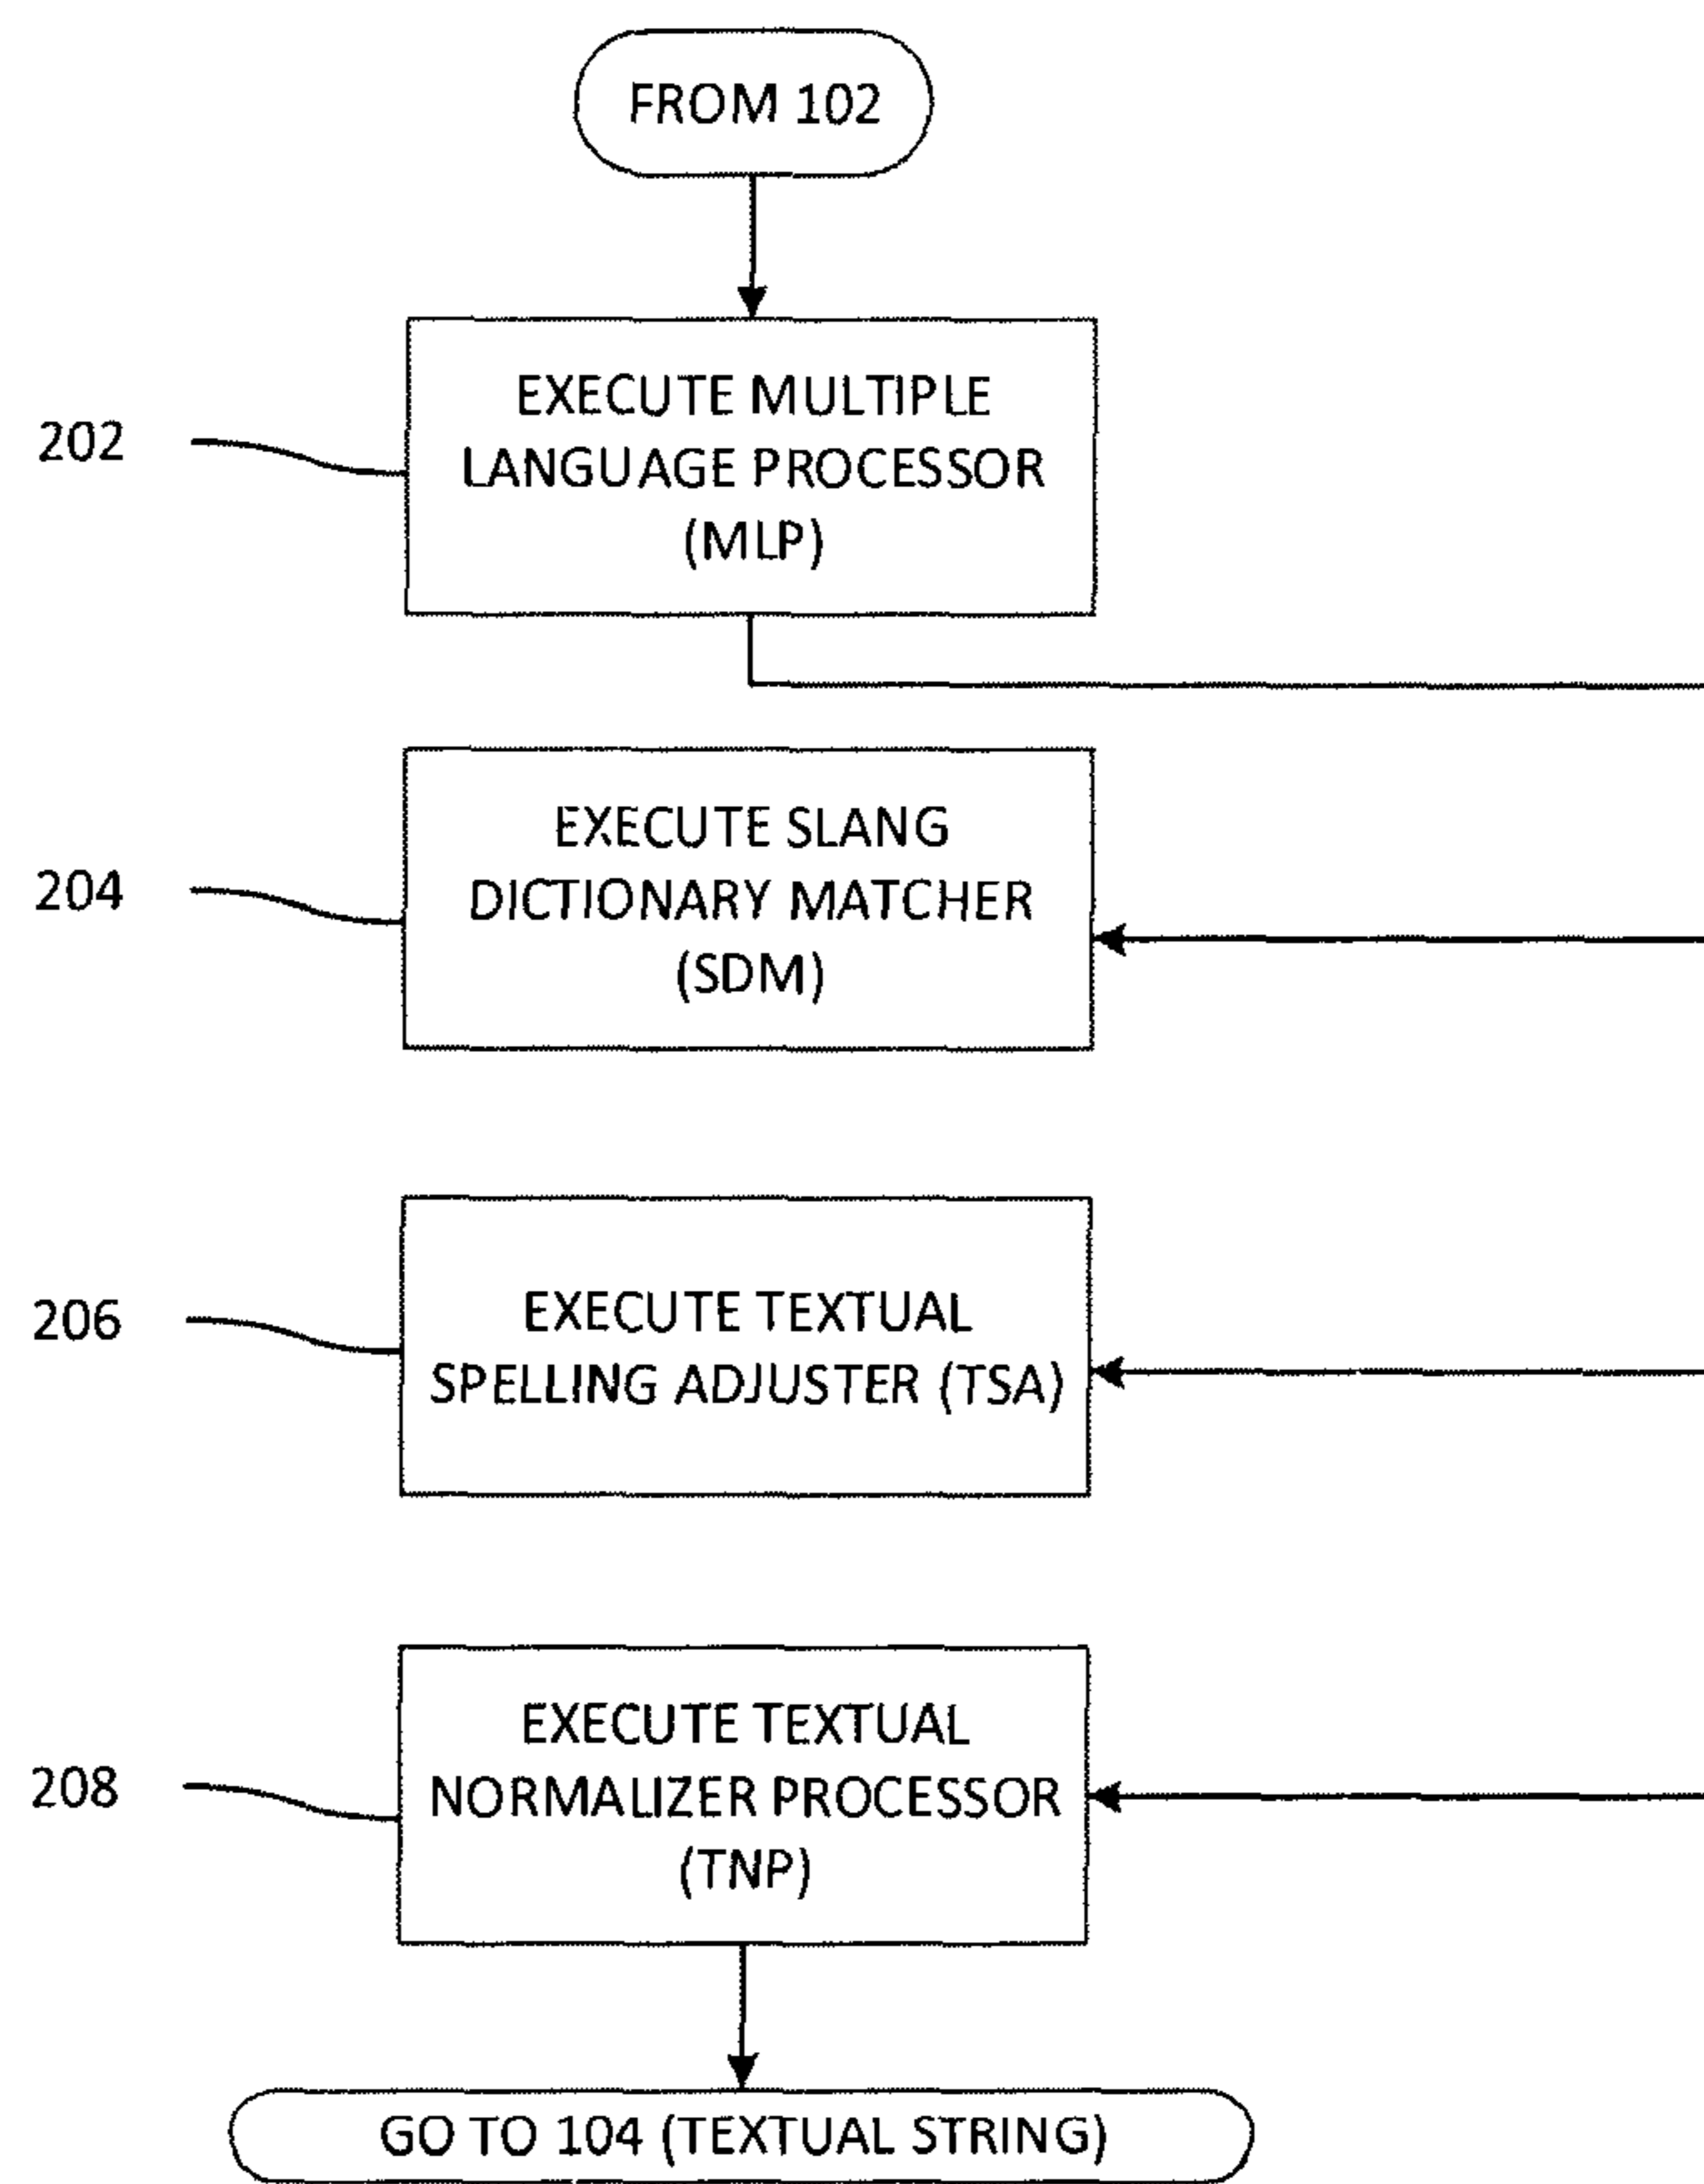 FROM 102
202
EXECUTE MULTIPLE
LANGUAGE PROCESSOR
(MLP)
204
EXECUTE SLANG
DICTIONARY MATCHER
(SDM)
206
EXECUTE TEXTUAL
SPELLING ADJUSTER (TSA)
208
EXECUTE TEXTUAL
NORMALIZER PROCESSOR
(TNP)
GO TO 104 (TEXTUAL STRING)